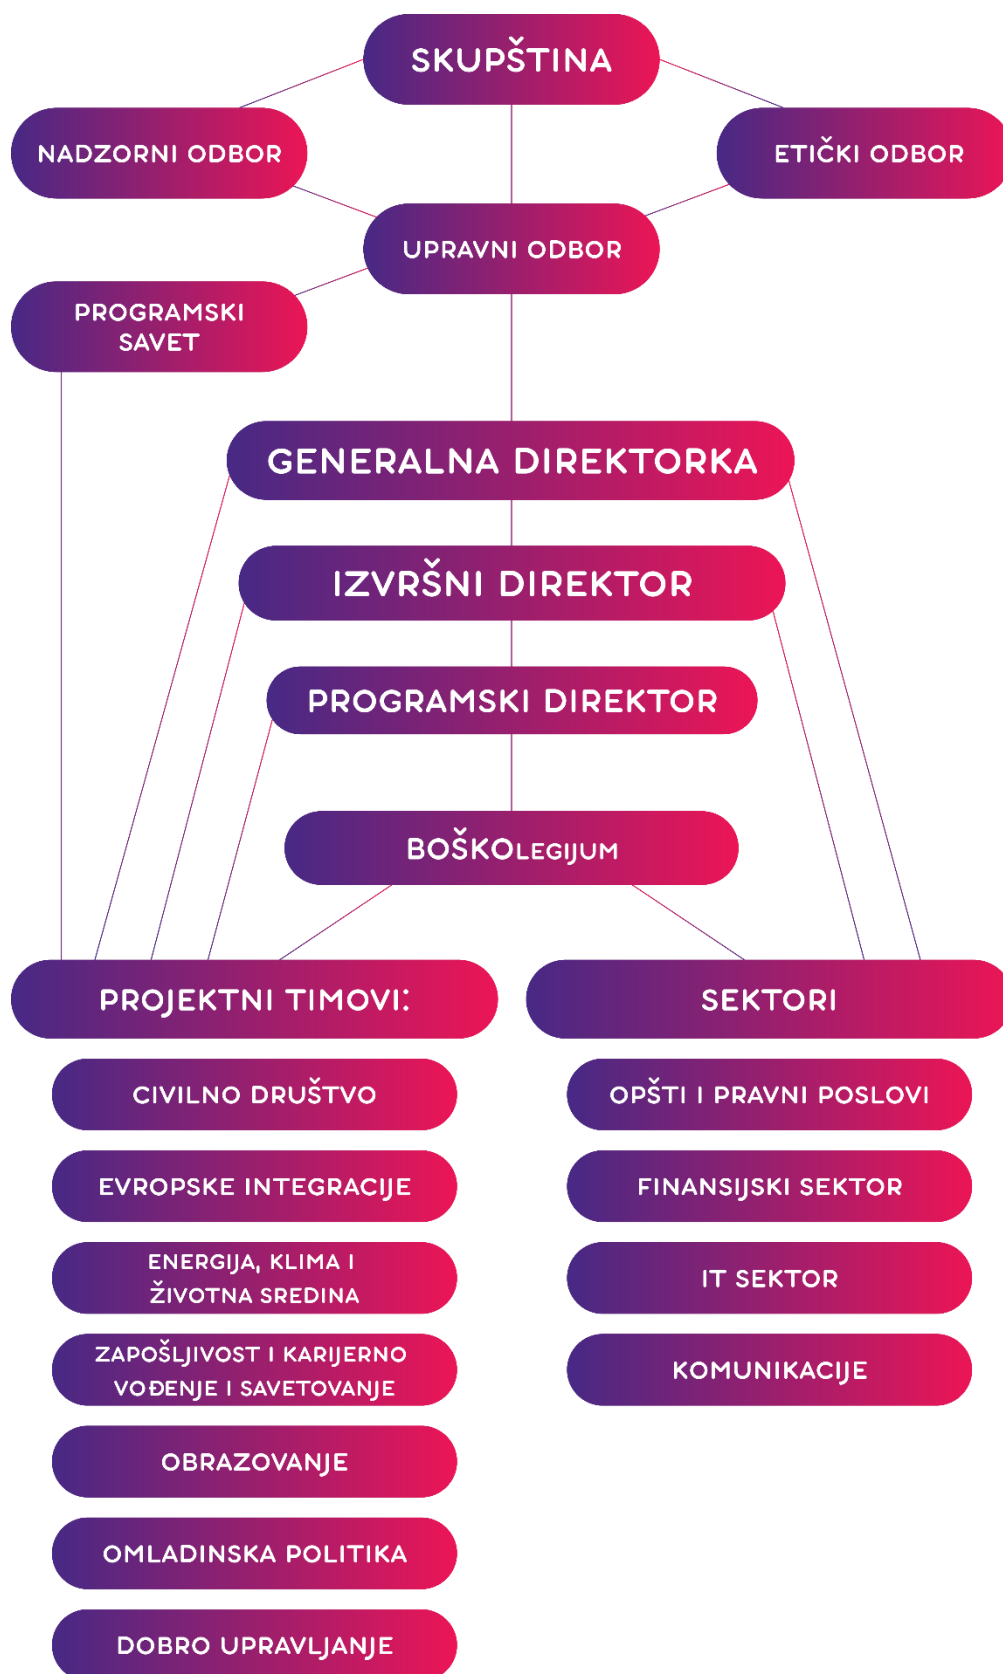 SKUPŠTINA
NADZORNI ODBOR
ETIČKI ODBOR
UPRAVNI ODBOR
PROGRAMSKI
SAVET
GENERALNA DIREKTORKA
IZVRŠNI DIREKTOR
PROGRAMSKI DIREKTOR
BOŠKOLEGIJUM
PROJEKTNI TIMOVI:
CIVILNO DRUŠTVO
EVROPSKE INTEGRACIJE
ENERGIJA, KLIMA I
ŽIVOTNA SREDINA
ZAPOŠLJIVOST I KARIJERNO
VOĐENJE I SAVETOVANJE
OBRAZOVANJE
OMLADINSKA POLITIKA
DOBRO UPRAVLJANJE
SEKTORI
OPŠTI I PRAVNI POSLOVI
FINANSIJSKI SEKTOR
IT SEKTOR
KOMUNIKACIJE